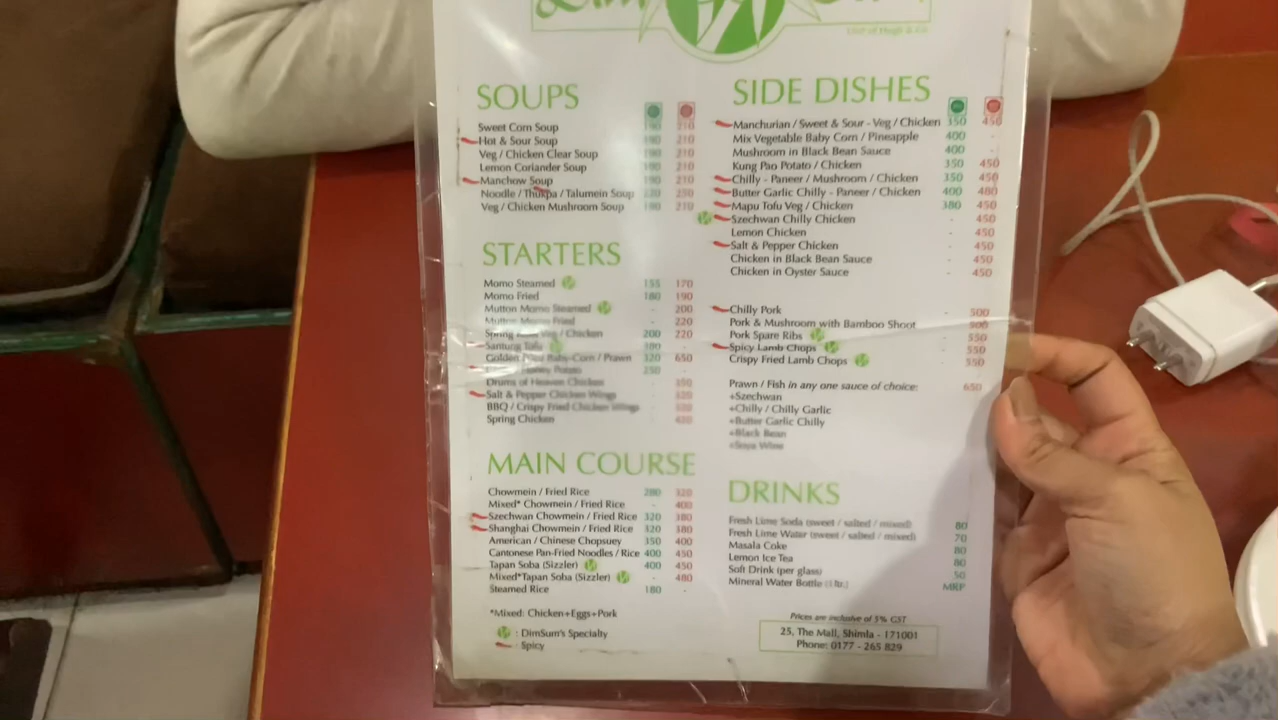 SOUPS
Sweet Corn Soup 190 210
Hot & Sour Soup 190 210
Veg / Chicken Clear Soup 190 210
Lemon Coriander Soup 190 210
Manchow Soup 190 210
Noodle / Thukpa / Talumein Soup 230 250
Veg / Chicken Mushroom Soup 190 210
STARTERS
Momo Steamed 155 170
Momo Fried 180 190
Mutton Momo Steamed - 200
Mutton Momo Fried - 220
Spring Veg / Chicken 200 220
380 -
Golden Fried Baby Corn / Prawn 320 650
Honey Potato 250 -
Drums of Heaven Chicken - 350
Salt & Pepper Chicken Wings - 320
BBQ / Crispy Fried Chicken Wings - 320
Spring Chicken - 420
MAIN COURSE
Chowmein / Fried Rice 280 320
Mixed* Chowmein / Fried Rice - 400
Szechwan Chowmein / Fried Rice 320 380
Shanghai Chowmein / Fried Rice 320 380
American / Chinese Chopsuey 350 400
Cantonese Pan-Fried Noodles / Rice 400 450
Tapan Soba (Sizzler) 400 450
Mixed*Tapan Soba (Sizzler) - 480
Steamed Rice 180 -
*Mixed: Chicken+Eggs+Pork
: DimSum's Specialty
: Spicy
SIDE DISHES
Manchurian / Sweet & Sour - Veg / Chicken 350 450
Mix Vegetable Baby Corn / Pineapple 400 -
Mushroom in Black Bean Sauce 400 -
Kung Pao Potato / Chicken 350 450
Chilly - Paneer / Mushroom / Chicken 350 450
Butter Garlic Chilly - Paneer / Chicken 400 480
Mapu Tofu Veg / Chicken 380 450
Szechwan Chilly Chicken - 450
Lemon Chicken - 450
Salt & Pepper Chicken - 450
Chicken in Black Bean Sauce - 450
Chicken in Oyster Sauce - 450
Chilly Pork - 500
Pork & Mushroom with Bamboo Shoot - 500
Pork Spare Ribs - 550
Spicy Lamb Chops - 550
Crispy Fried Lamb Chops - 550
Prawn / Fish in any one sauce of choice: 650
+Szechwan
+Chilly / Chilly Garlic
+Butter Garlic Chilly
+Black Bean
+Soya Wine
DRINKS
Fresh Lime Soda (sweet / salted / mixed) 80
Fresh Lime Water (sweet / salted / mixed) 70
Masala Coke 80
Lemon Ice Tea 80
Soft Drink (per glass) 50
Mineral Water Bottle (1 ltr.) MRP
Prices are inclusive of 5% GST
25, The Mall, Shimla - 171001
Phone: 0177 - 265 829